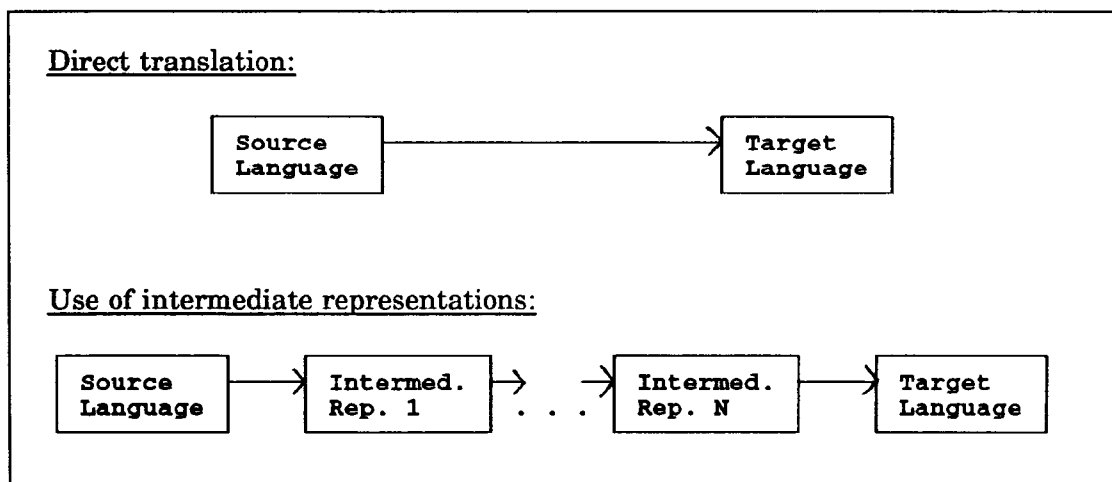 Direct translation:
Source
Language
Target
Language
Use of intermediate representations:
Source
Language
Intermed.
Rep. 1
. . .
Intermed.
Rep. N
Target
Language